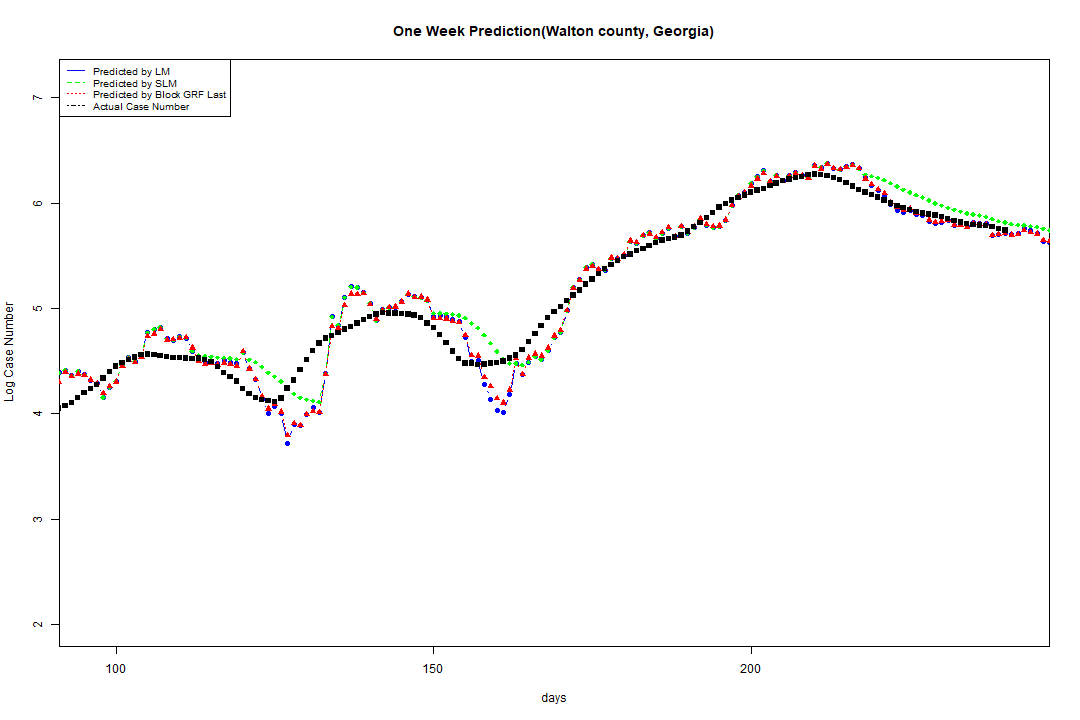 One Week Prediction(Walton county, Georgia)
Predicted by LM
Predicted by SLM
Predicted by Block GRF Last
Actual Case Number
7
6
5
4
3
2
Log Case Number
100 150 200
days